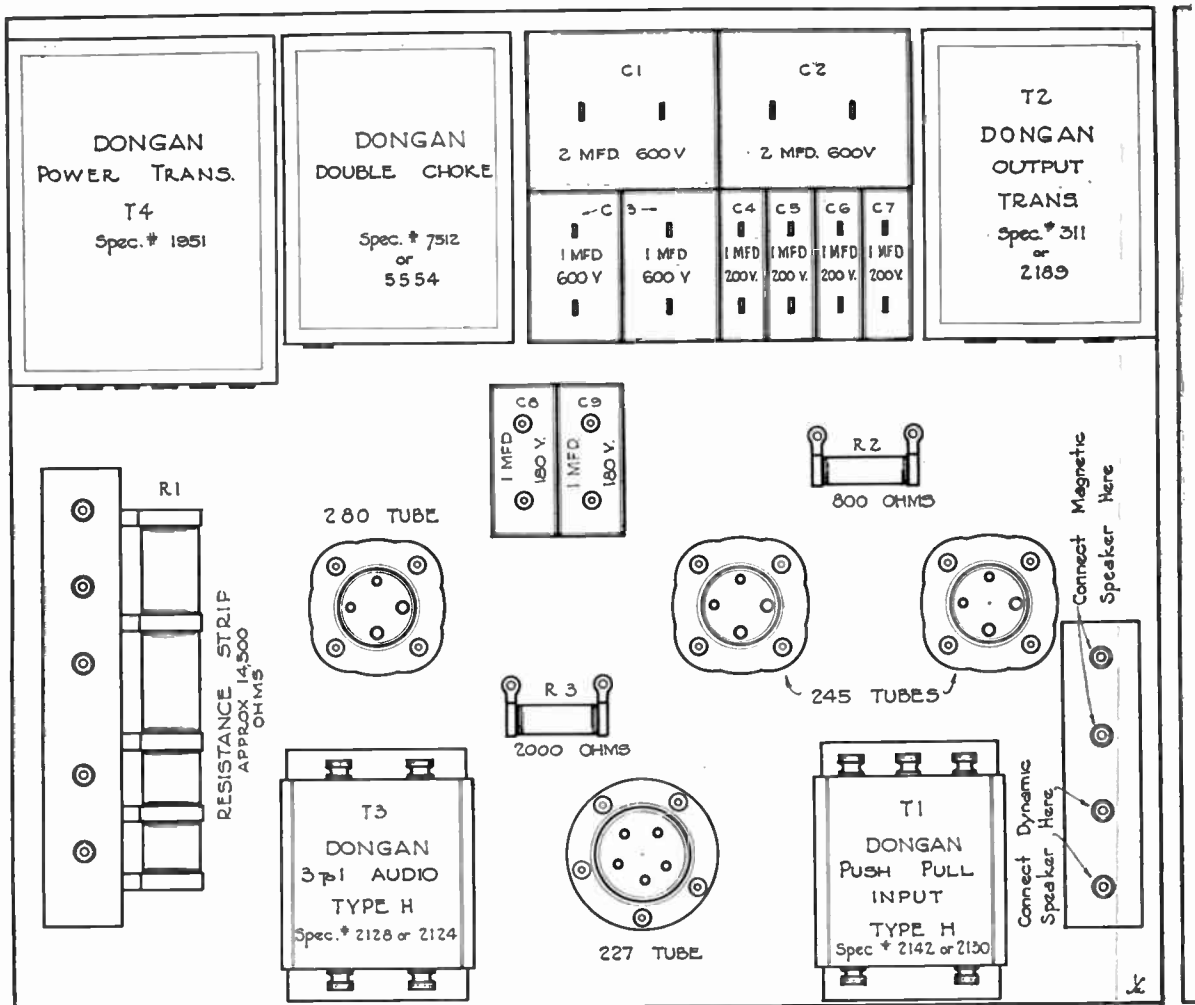 DONGAN
POWER TRANS.
T4
Spec.# 1951
DONGAN
DOUBLE CHOKE
Spec.# 7512
or
5554
C1
2 MFD. 600V
C2
2 MFD. 600V
C 3
1 MFD
600 V
1 MFD
600 V
C4
1 MFD
200V.
C5
1 MFD
200 V.
C6
1 MFD
200 V.
C7
1 MFD
200V.
T2
DONGAN
OUTPUT
TRANS.
Spec.# 311
or
2189
C8
1 MFD
180 V.
C9
1 MFD.
180 V.
R2
800 OHMS
R1
RESISTANCE STRIP
APPROX 14,500
OHMS
280 TUBE
245 TUBES
Connect Magnetic
Speaker Here
R 3
2000 OHMS
T3
DONGAN
3 to 1 AUDIO
TYPE H
Spec.# 2128 or 2124
227 TUBE
T1
DONGAN
PUSH PULL
INPUT
TYPE H
Spec # 2142 or 2130
Connect Dynamic
Speaker Here